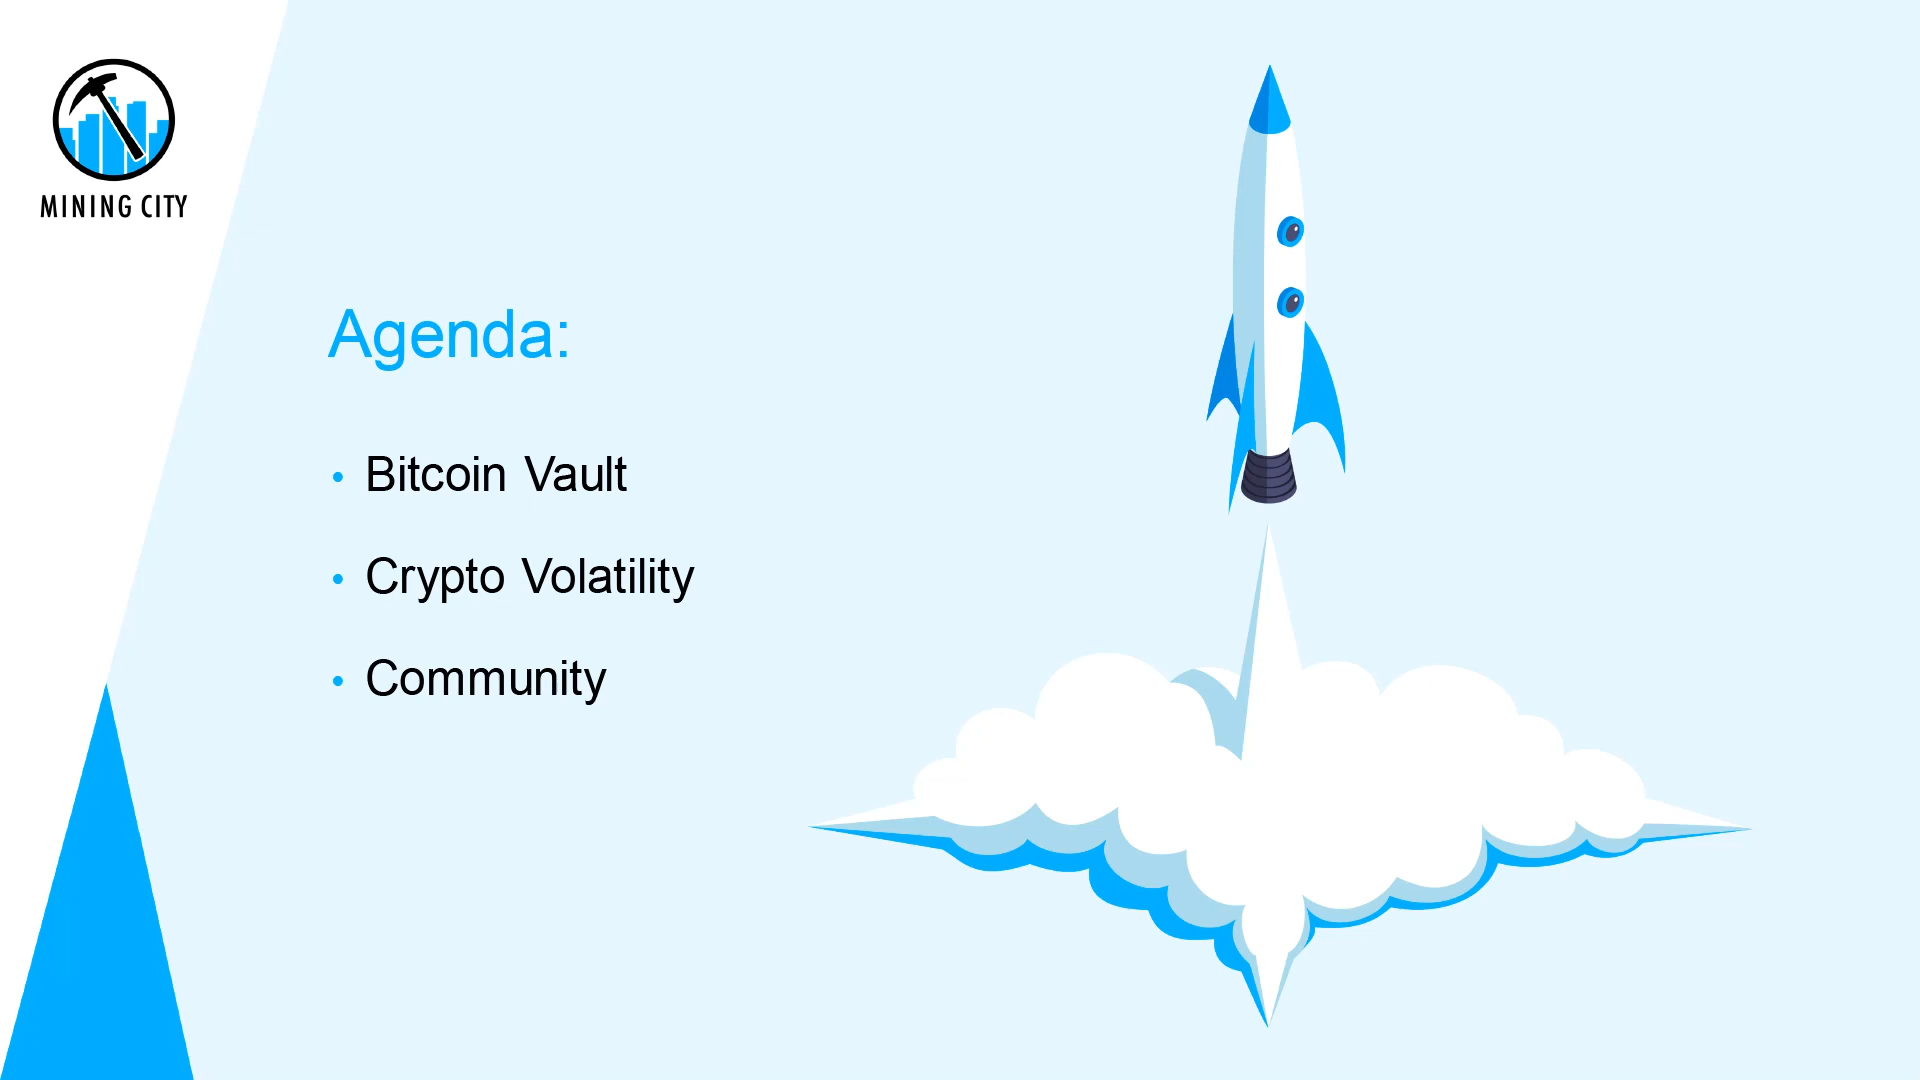 MINING CITY
Agenda:
• Bitcoin Vault
• Crypto Volatility
• Community